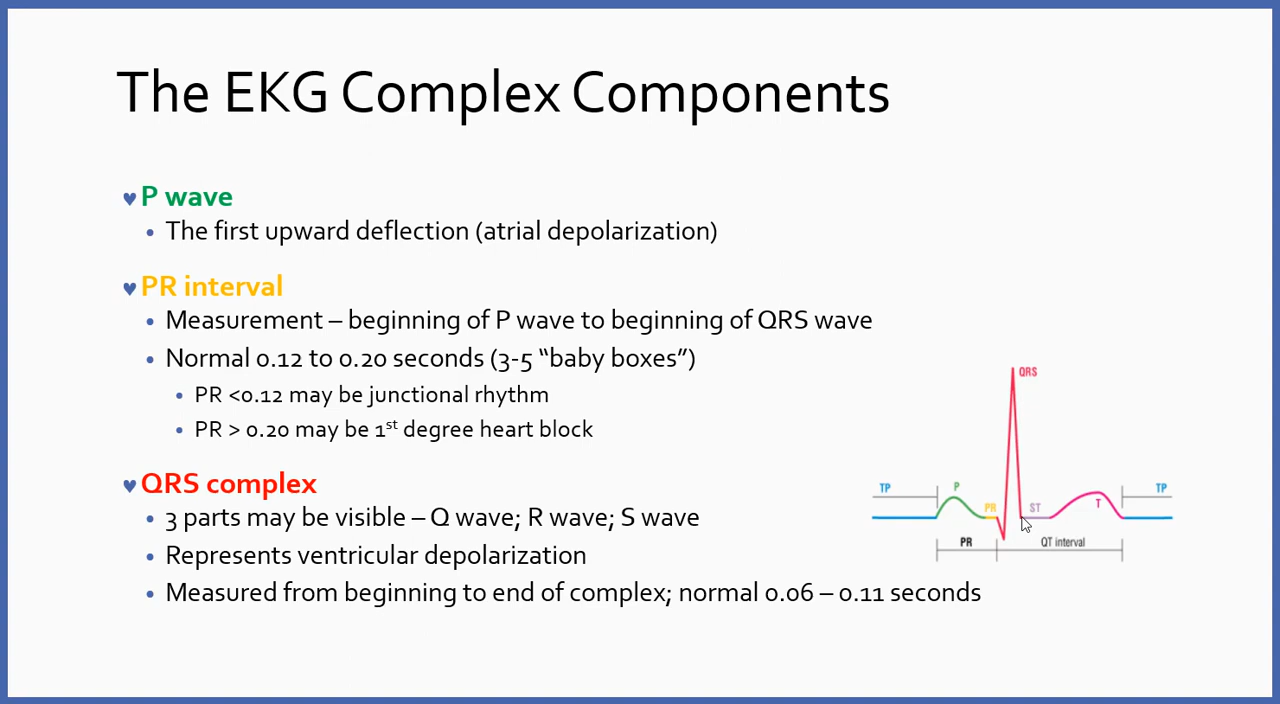 The EKG Complex Components
♥ P wave
• The first upward deflection (atrial depolarization)
♥ PR interval
• Measurement – beginning of P wave to beginning of QRS wave
• Normal 0.12 to 0.20 seconds (3-5 “baby boxes”)
• PR <0.12 may be junctional rhythm
• PR > 0.20 may be 1st degree heart block
♥ QRS complex
• 3 parts may be visible – Q wave; R wave; S wave
• Represents ventricular depolarization
• Measured from beginning to end of complex; normal 0.06 – 0.11 seconds
QRS
TP
P
PR
ST
T
TP
PR
QT interval